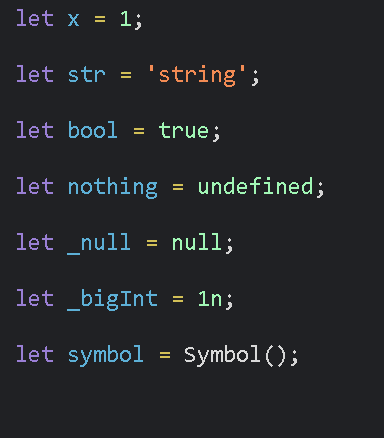 let x = 1;
let str = 'string';
let bool = true;
let nothing = undefined;
let _null = null;
let _bigInt = 1n;
let symbol = Symbol();